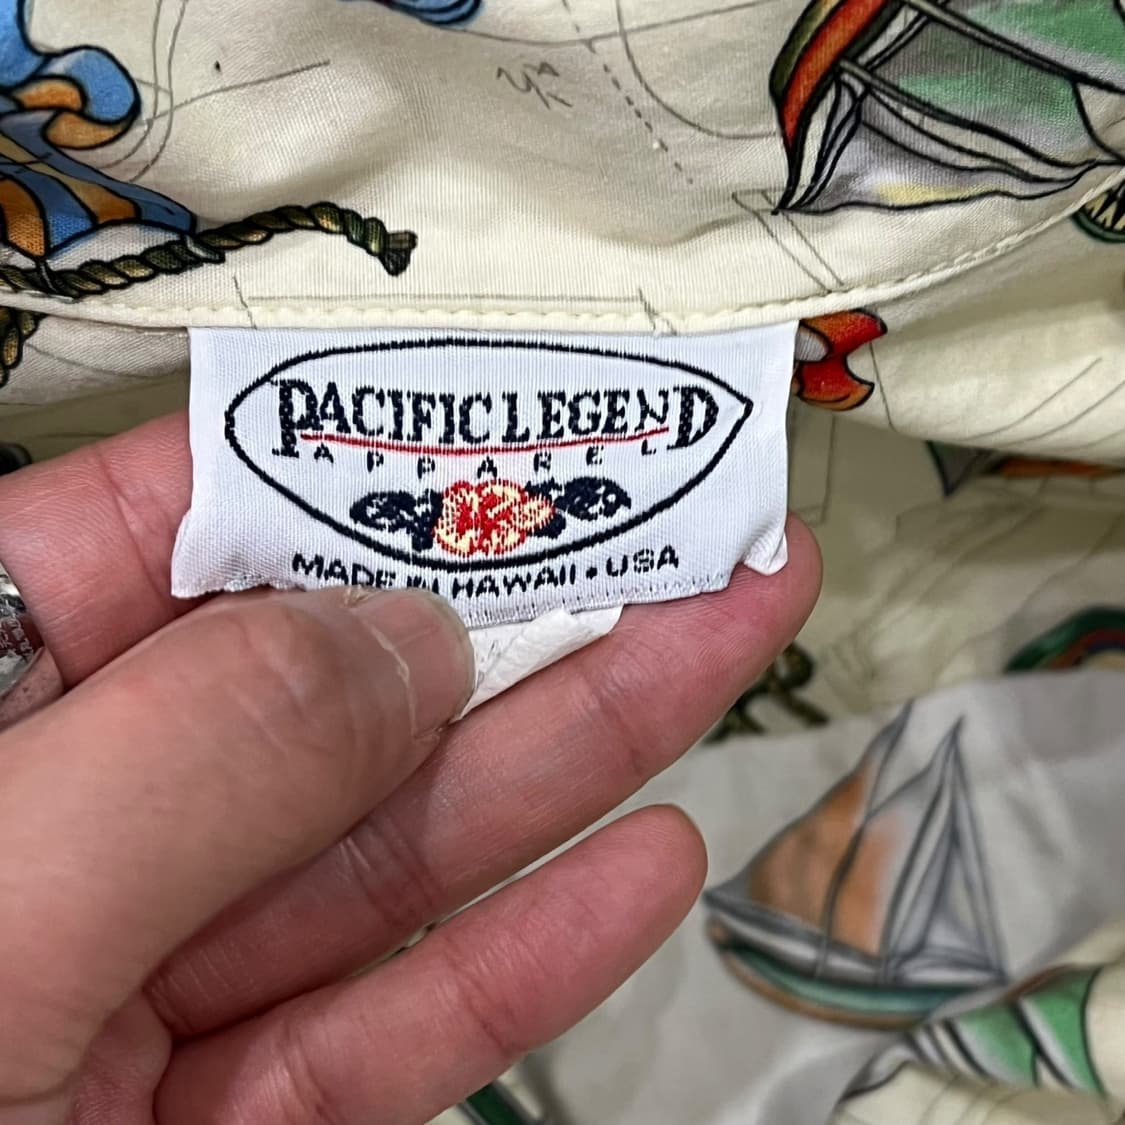 PACIFIC LEGEND
APPAREL
MADE IN HAWAII • USA